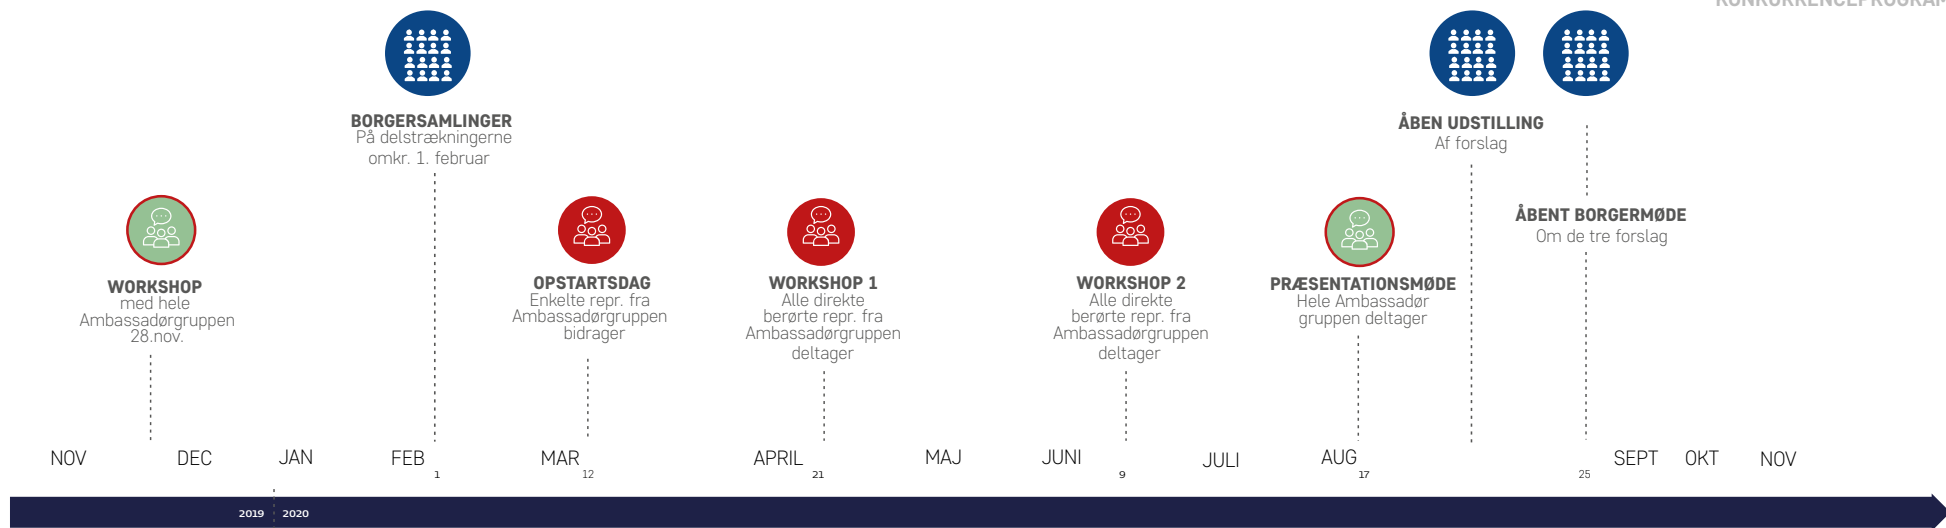 KONKURRENCEPROGRAM
BORGERSAMLINGER
På delstrækningerne
omkr. 1. februar
ÅBEN UDSTILLING
Af forslag
ÅBENT BORGERMØDE
Om de tre forslag
WORKSHOP
med hele
Ambassadørgruppen
28.nov.
OPSTARTSDAG
Enkelte repr. fra
Ambassadørgruppen
bidrager
WORKSHOP 1
Alle direkte
berørte repr. fra
Ambassadørgruppen
deltager
WORKSHOP 2
Alle direkte
berørte repr. fra
Ambassadørgruppen
deltager
PRÆSENTATIONSMØDE
Hele Ambassadør
gruppen deltager
NOV DEC JAN FEB MAR APRIL MAJ JUNI JULI AUG SEPT OKT NOV
1 12 21 9 17 25
2019 2020